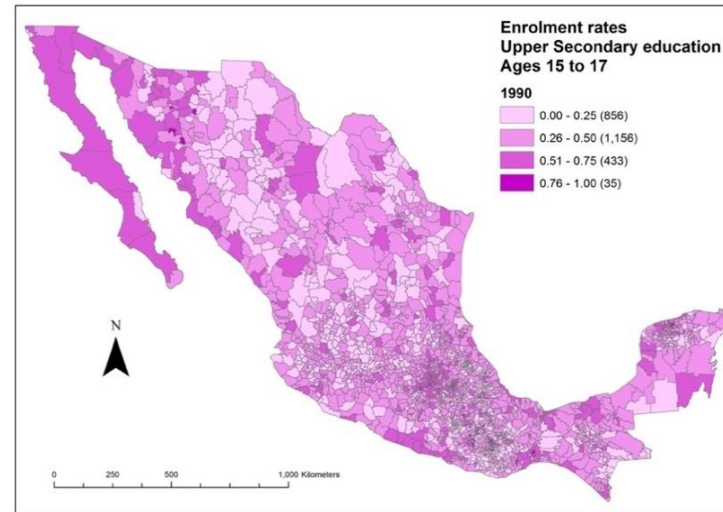 Enrolment rates
Upper Secondary education
Ages 15 to 17
1990
0.00 - 0.25 (856)
0.26 - 0.50 (1,156)
0.51 - 0.75 (433)
0.76 - 1.00 (35)
N
0 250 500 1,000 Kilometers